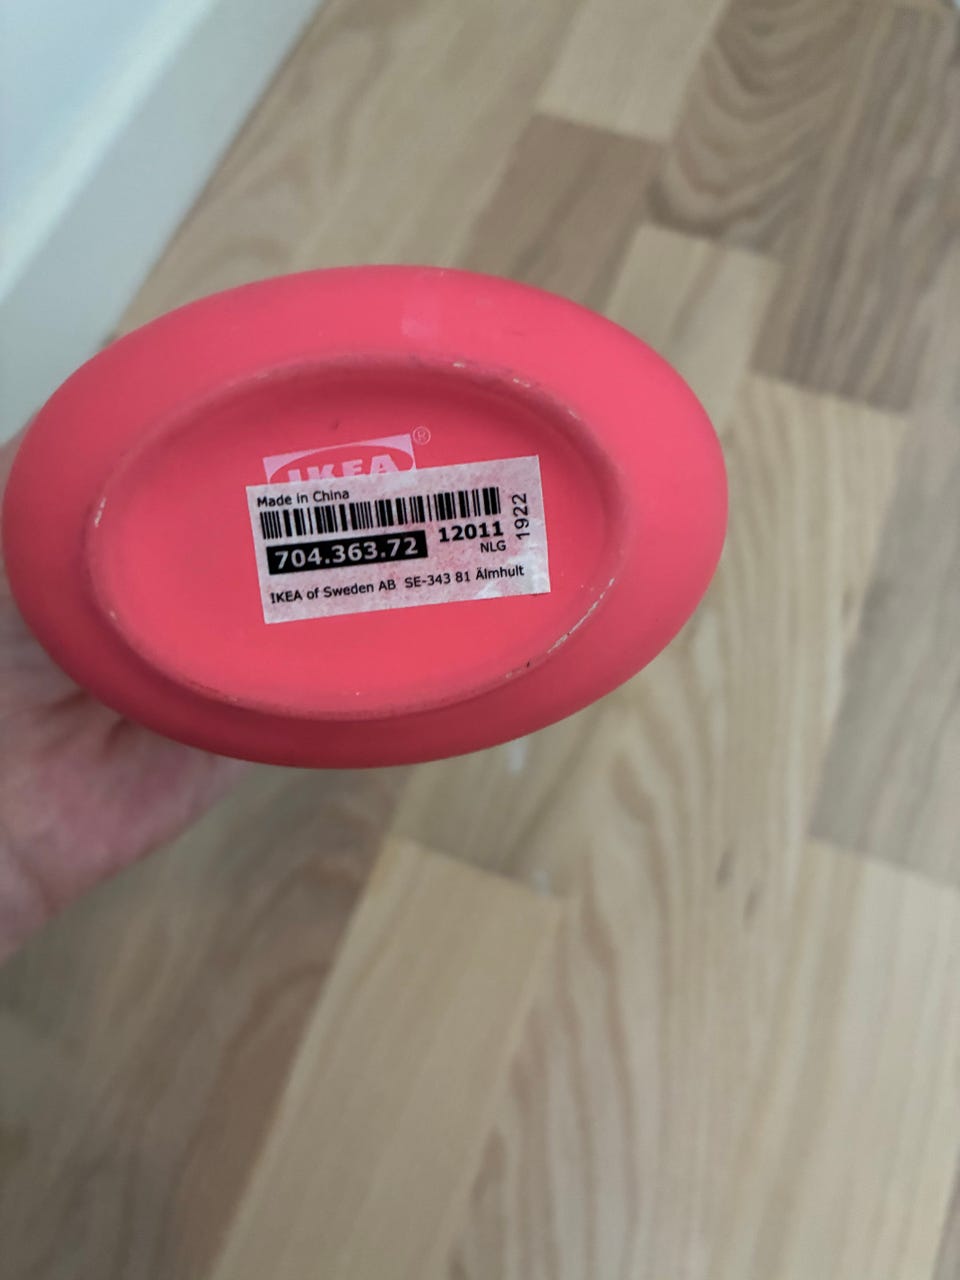 IKEA®
Made in China
12011
1922
704.363.72
NLG
IKEA of Sweden AB SE-343 81 Älmhult